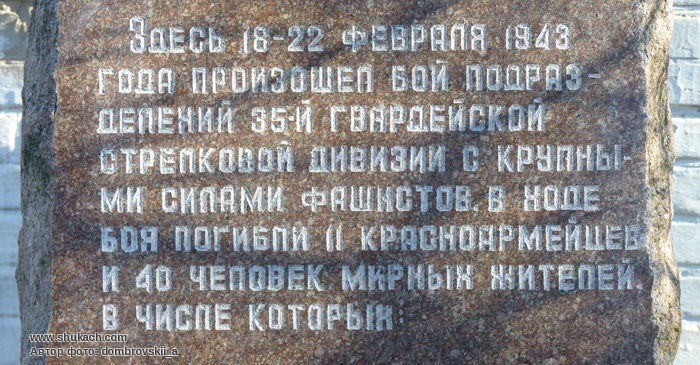 Здесь 18-22 февраля 1943
года произошел бой подраз-
делений 35-й гвардейской
стрелковой дивизии с крупны-
ми силами фашистов. В ходе
боя погибли 11 красноармейцев
и 40 человек мирных жителей.
В числе которых:
www.shukach.com
Автор фото: dombrovskii_a